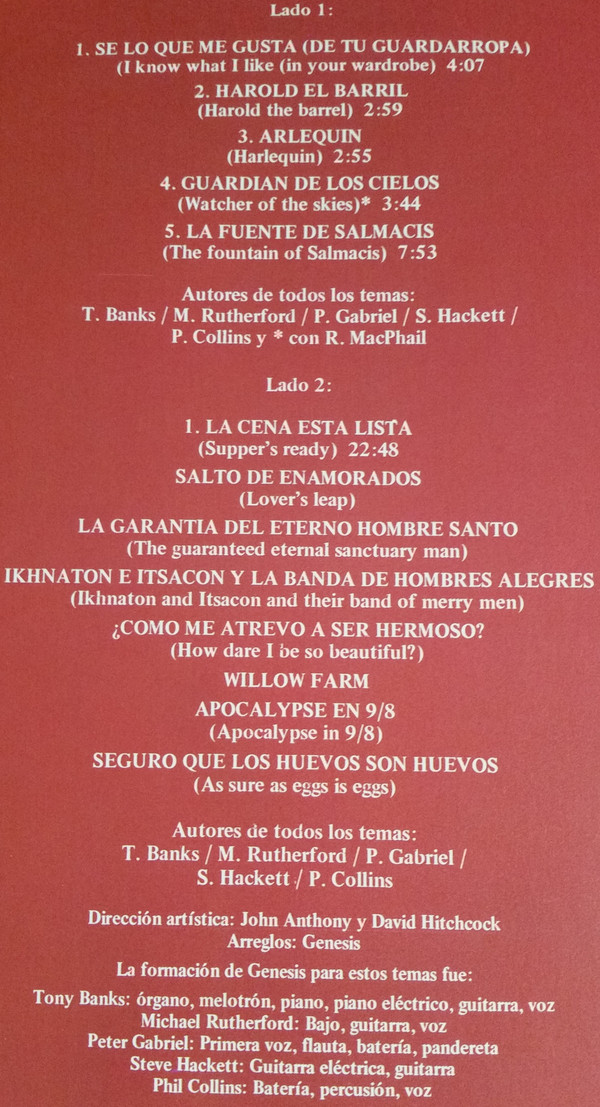 Lado 1:
1. SE LO QUE ME GUSTA (DE TU GUARDARROPA)
(I know what I like (in your wardrobe) 4:07
2. HAROLD EL BARRIL
(Harold the barrel) 2:59
3. ARLEQUIN
(Harlequin) 2:55
4. GUARDIAN DE LOS CIELOS
(Watcher of the skies)* 3:44
5. LA FUENTE DE SALMACIS
(The fountain of Salmacis) 7:53
Autores de todos los temas:
T. Banks / M. Rutherford / P. Gabriel / S. Hackett /
P. Collins y * con R. MacPhail
Lado 2:
1. LA CENA ESTA LISTA
(Supper's ready) 22:48
SALTO DE ENAMORADOS
(Lover's leap)
LA GARANTIA DEL ETERNO HOMBRE SANTO
(The guaranteed eternal sanctuary man)
IKHNATON E ITSACON Y LA BANDA DE HOMBRES ALEGRES
(Ikhnaton and Itsacon and their band of merry men)
¿COMO ME ATREVO A SER HERMOSO?
(How dare I be so beautiful?)
WILLOW FARM
APOCALYPSE EN 9/8
(Apocalypse in 9/8)
SEGURO QUE LOS HUEVOS SON HUEVOS
(As sure as eggs is eggs)
Autores de todos los temas:
T. Banks / M. Rutherford / P. Gabriel /
S. Hackett / P. Collins
Dirección artística: John Anthony y David Hitchcock
Arreglos: Genesis
La formación de Genesis para estos temas fue:
Tony Banks: órgano, melotrón, piano, piano eléctrico, guitarra, voz
Michael Rutherford: Bajo, guitarra, voz
Peter Gabriel: Primera voz, flauta, batería, pandereta
Steve Hackett: Guitarra eléctrica, guitarra
Phil Collins: Batería, percusión, voz